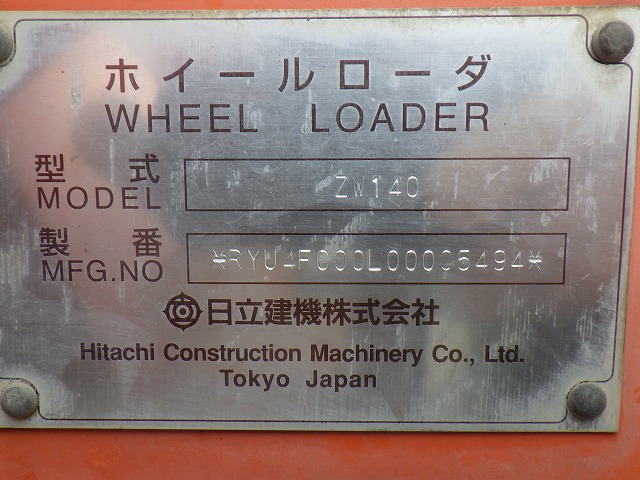 ホイールローダ
WHEEL LOADER
型式 ZW140
MODEL
製番 *RYU4FC00L00005494*
MFG.NO
日立建機株式会社
Hitachi Construction Machinery Co., Ltd.
Tokyo Japan